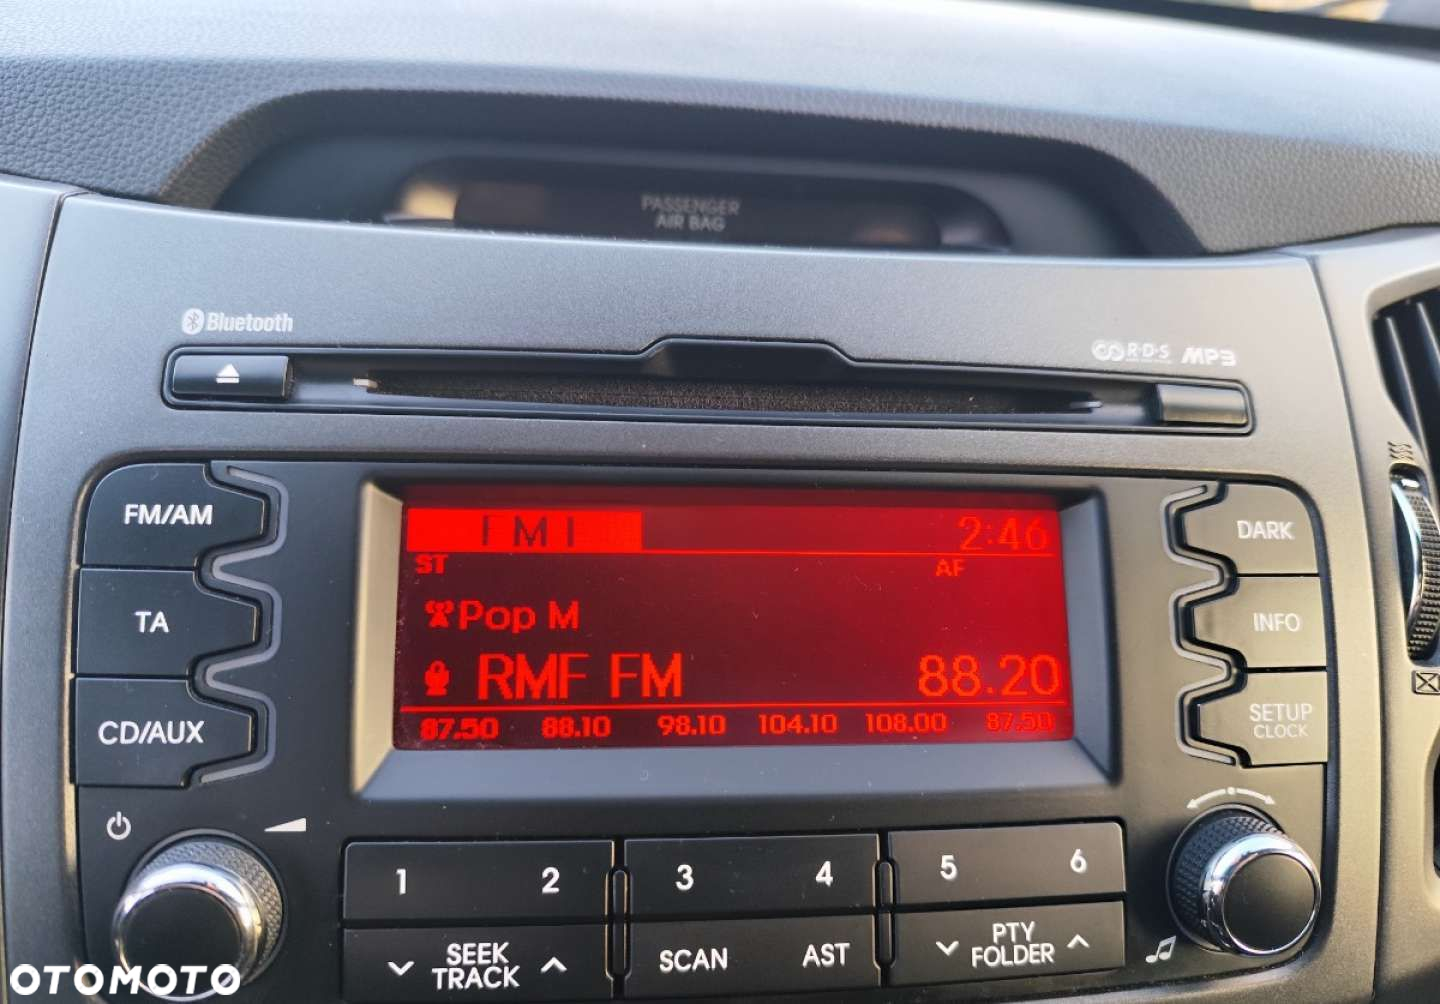 PASSENGER
AIR BAG
Bluetooth
R·D·S MP3
FM/AM
FM1
2:46
DARK
ST
AF
TA
Pop M
INFO
RMF FM
88.20
CD/AUX
87.50 88.10 98.10 104.10 108.00 87.50
SETUP
CLOCK
1 2 3 4 5 6
SEEK
TRACK
SCAN
AST
PTY
FOLDER
OTOMOTO